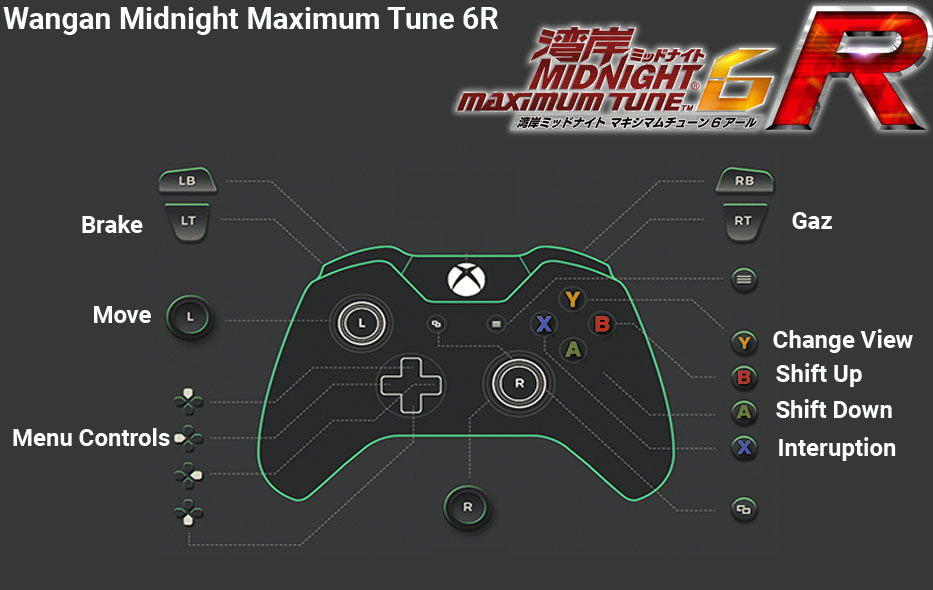 Wangan Midnight Maximum Tune 6R
湾岸
ミッドナイト
MIDNIGHT®
MAXIMUM TUNE™
6
R
湾岸ミッドナイト マキシマムチューン6アール
LB
RB
LT
Brake
RT
Gaz
Move
L
L
Y
X
B
A
R
Y
Change View
B
Shift Up
A
Shift Down
Menu Controls
X
Interuption
R